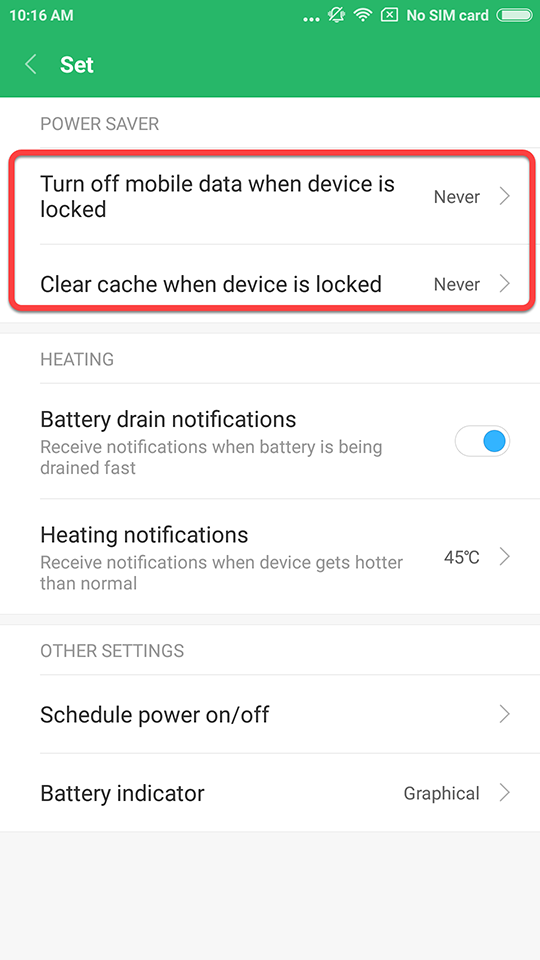 10:16 AM ... No SIM card
Set
POWER SAVER
Turn off mobile data when device is
locked
Never
Clear cache when device is locked
Never
HEATING
Battery drain notifications
Receive notifications when battery is being
drained fast
Heating notifications
Receive notifications when device gets hotter
than normal
45℃
OTHER SETTINGS
Schedule power on/off
Battery indicator
Graphical